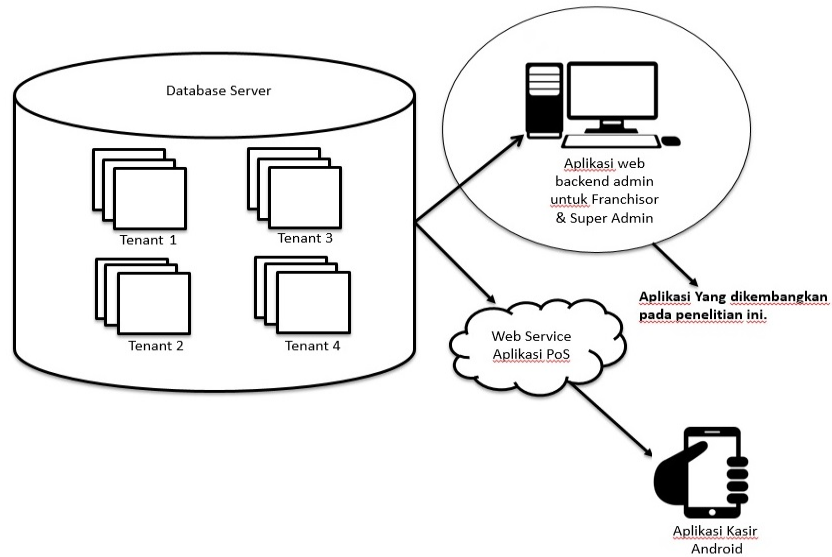 Database Server
Tenant 1
Tenant 3
Tenant 2
Tenant 4
Aplikasi web
backend admin
untuk Franchisor
& Super Admin
Aplikasi Yang dikembangkan
pada penelitian ini.
Web Service
Aplikasi PoS
Aplikasi Kasir
Android